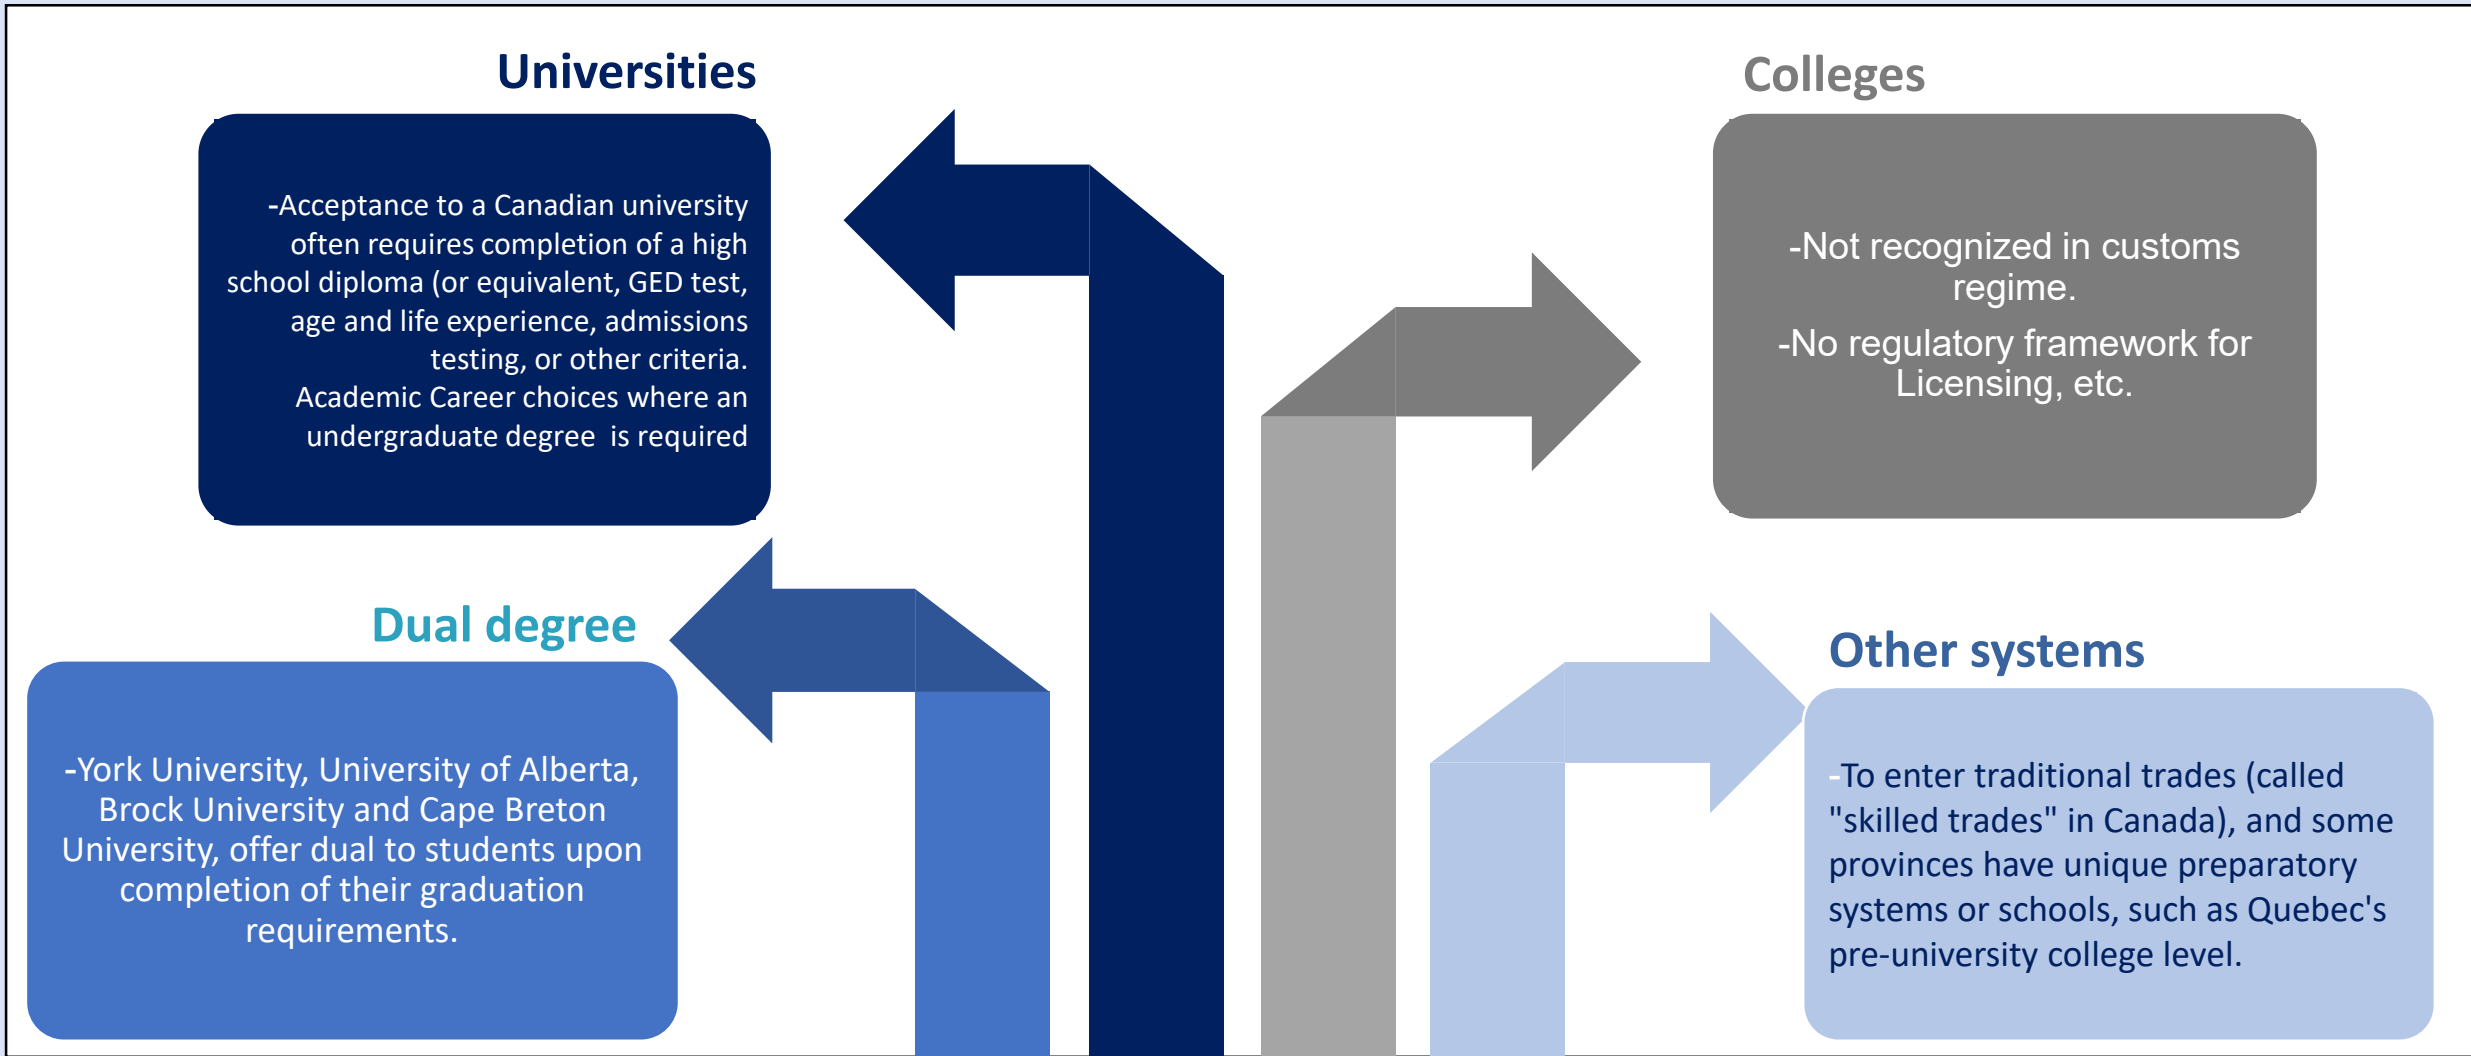 Universities
-Acceptance to a Canadian university
often requires completion of a high
school diploma (or equivalent, GED test,
age and life experience, admissions
testing, or other criteria.
Academic Career choices where an
undergraduate degree  is required
Colleges
-Not recognized in customs
regime.
-No regulatory framework for
Licensing, etc.
Dual degree
-York University, University of Alberta,
Brock University and Cape Breton
University, offer dual to students upon
completion of their graduation
requirements.
Other systems
-To enter traditional trades (called
"skilled trades" in Canada), and some
provinces have unique preparatory
systems or schools, such as Quebec's
pre-university college level.